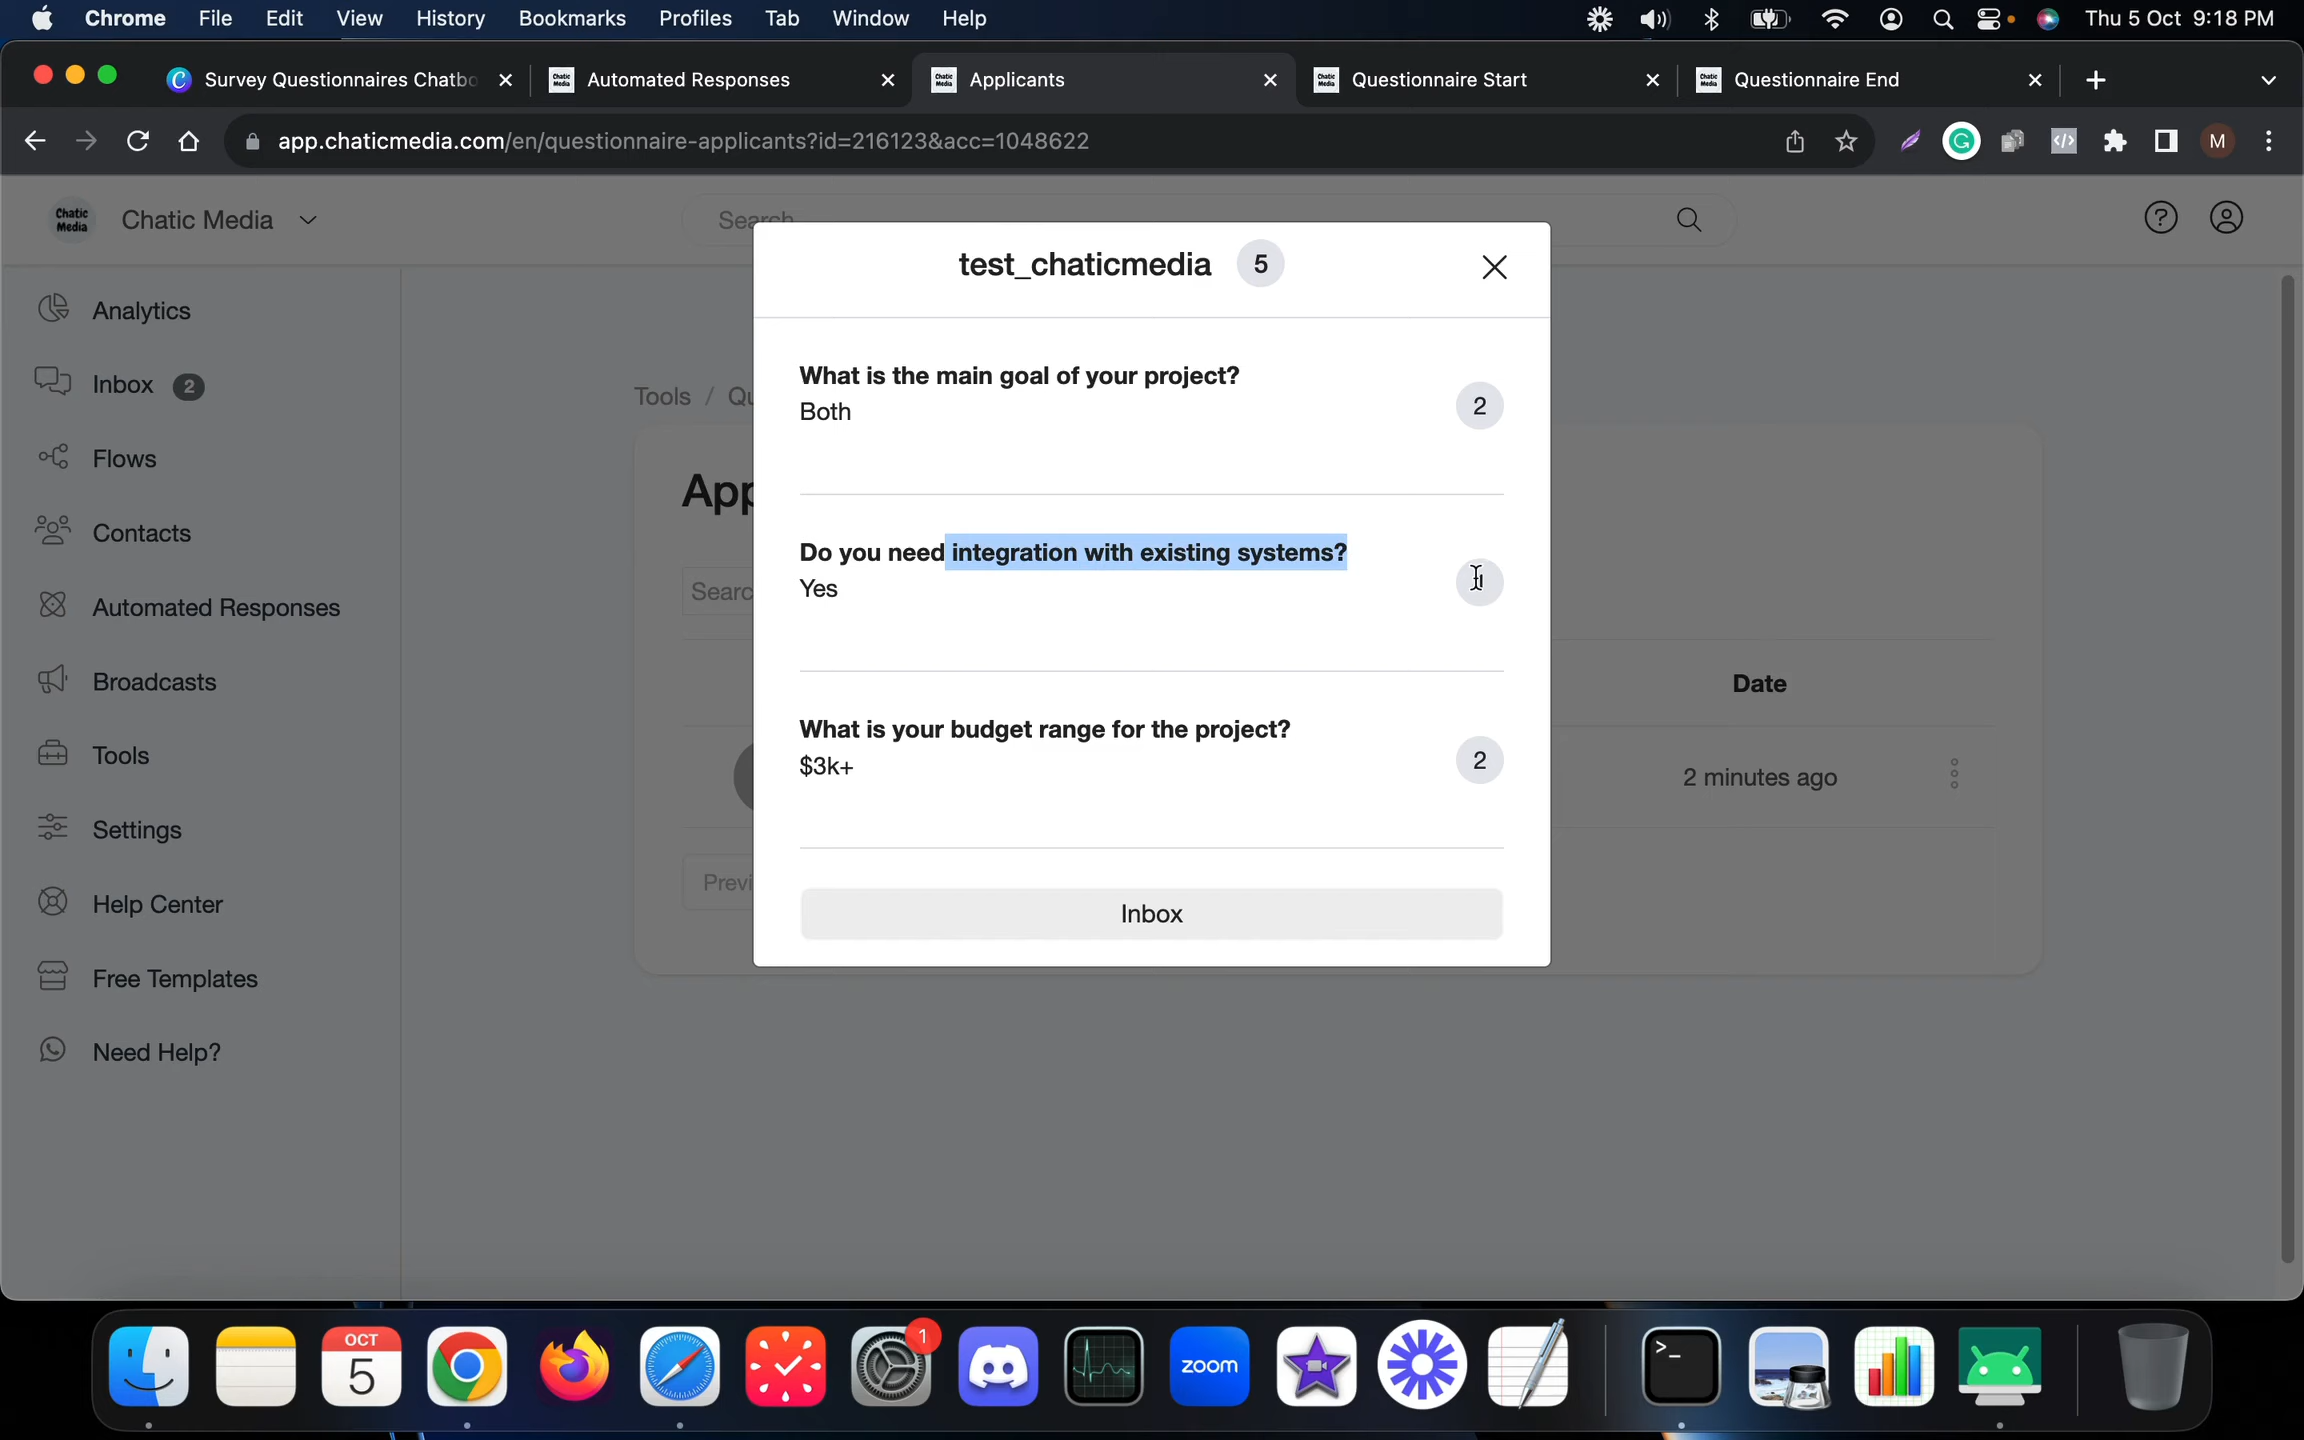 Chrome File Edit View History Bookmarks Profiles Tab Window Help Thu 5 Oct 9:18 PM
Survey Questionnaires Chatbo Automated Responses Applicants Questionnaire Start Questionnaire End
app.chaticmedia.com/en/questionnaire-applicants?id=216123&acc=1048622 M
Chatic Media Chatic Media Search
test_chaticmedia 5
Analytics
What is the main goal of your project?
Both
2
Inbox 2
Tools / Qu
Flows
App
Contacts
Do you need integration with existing systems?
Yes
Searc
Automated Responses
Broadcasts
Date
What is your budget range for the project?
$3k+
2
Tools
2 minutes ago
Settings
Previ
Help Center
Inbox
Free Templates
Need Help?
OCT
5
1
zoom